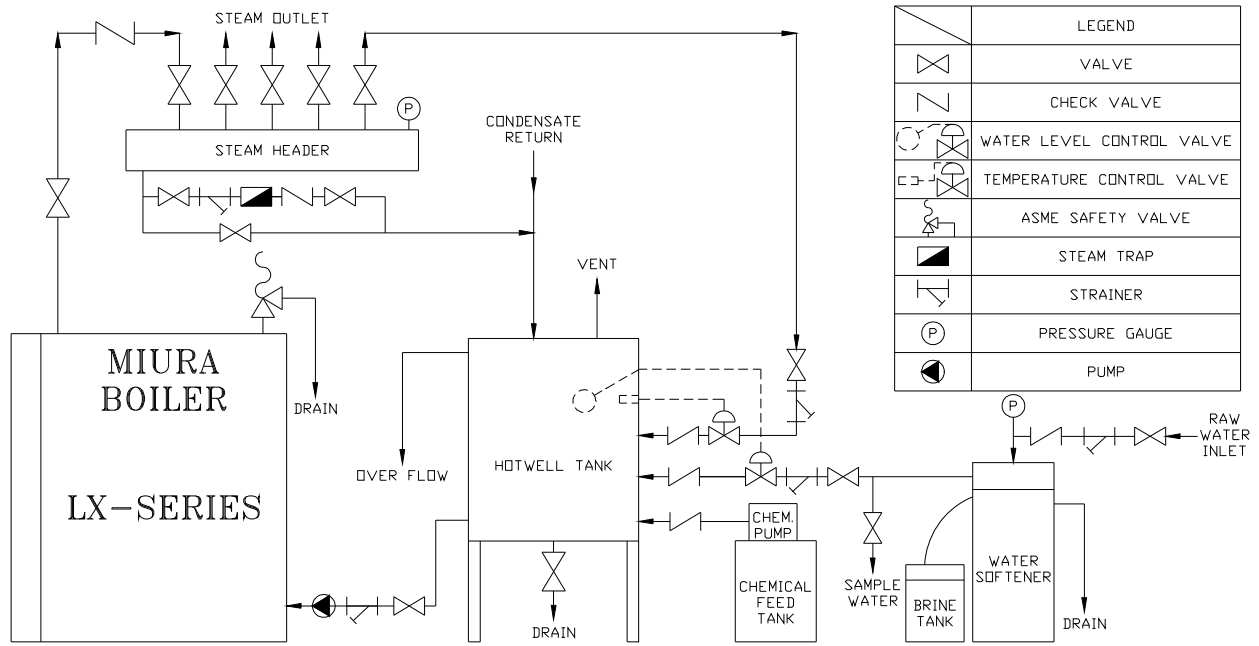 STEAM OUTLET
P
STEAM HEADER
CONDENSATE
RETURN
VENT
MIURA
BOILER
LX-SERIES
DRAIN
OVER FLOW
HOTWELL TANK
DRAIN
CHEM.
PUMP
CHEMICAL
FEED
TANK
SAMPLE
WATER
BRINE
TANK
WATER
SOFTENER
DRAIN
P
RAW
WATER
INLET
LEGEND
VALVE
CHECK VALVE
WATER LEVEL CONTROL VALVE
TEMPERATURE CONTROL VALVE
ASME SAFETY VALVE
STEAM TRAP
STRAINER
P
PRESSURE GAUGE
PUMP